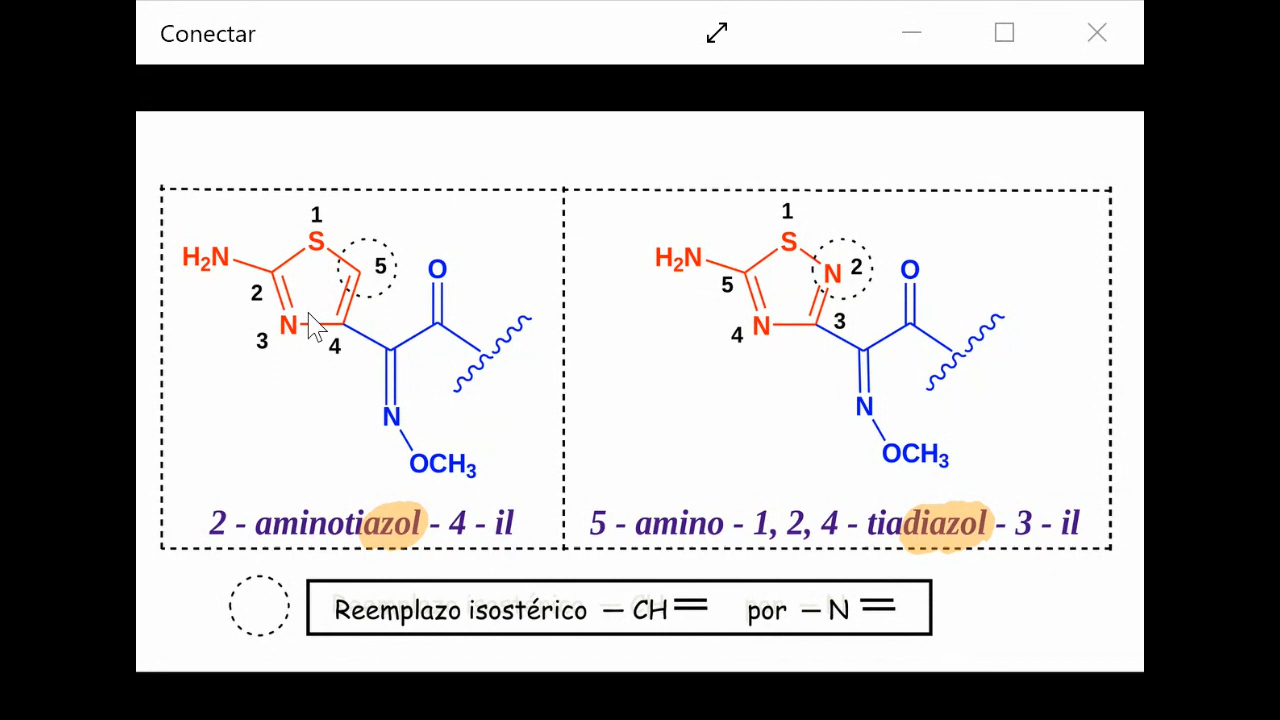 Conectar
1
S
H₂N
5
O
2
N
3
4
N
OCH₃
2 - aminotiazol - 4 - il
1
S
H₂N
N
2
O
5
N
4
3
N
OCH₃
5 - amino - 1, 2, 4 - tiadiazol - 3 - il
Reemplazo isostérico – CH = por – N =